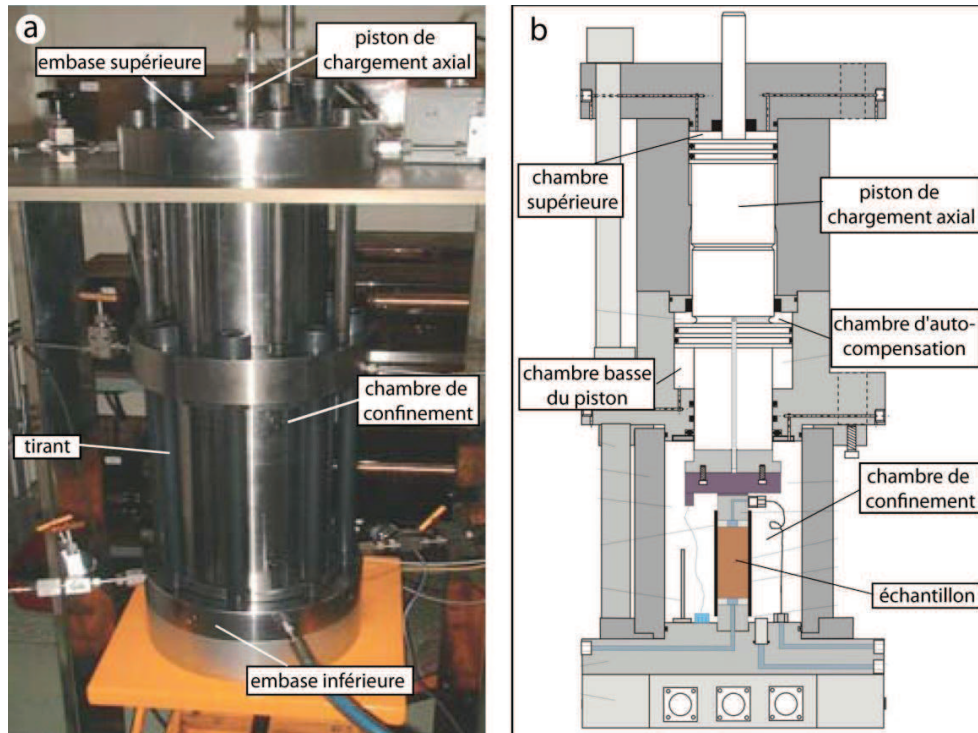 a
piston de
chargement axial
embase supérieure
chambre de
confinement
tirant
embase inférieure
b
chambre
supérieure
piston de
chargement axial
chambre d'auto-
compensation
chambre basse
du piston
chambre de
confinement
échantillon